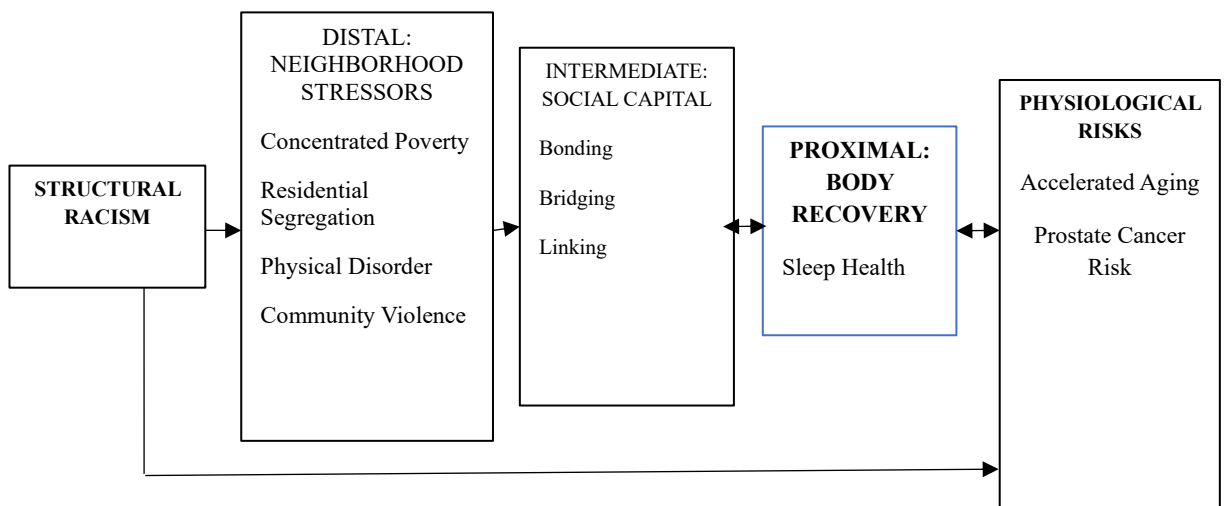 STRUCTURAL
RACISM
DISTAL:
NEIGHBORHOOD
STRESSORS
Concentrated Poverty
Residential
Segregation
Physical Disorder
Community Violence
INTERMEDIATE:
SOCIAL CAPITAL
Bonding
Bridging
Linking
PROXIMAL:
BODY
RECOVERY
Sleep Health
PHYSIOLOGICAL
RISKS
Accelerated Aging
Prostate Cancer
Risk